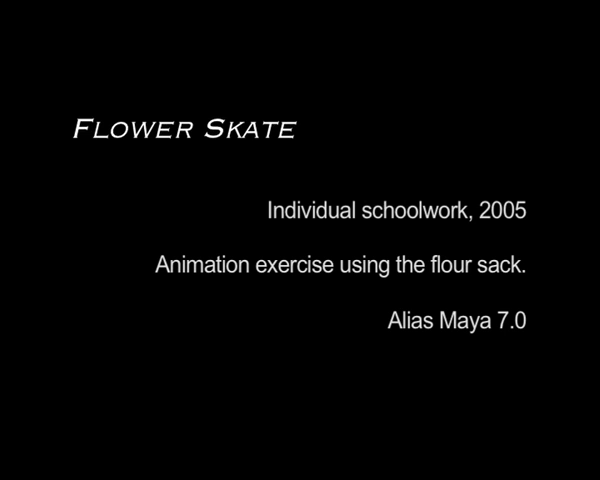 FLOWER SKATE
Individual schoolwork, 2005
Animation exercise using the flour sack.
Alias Maya 7.0